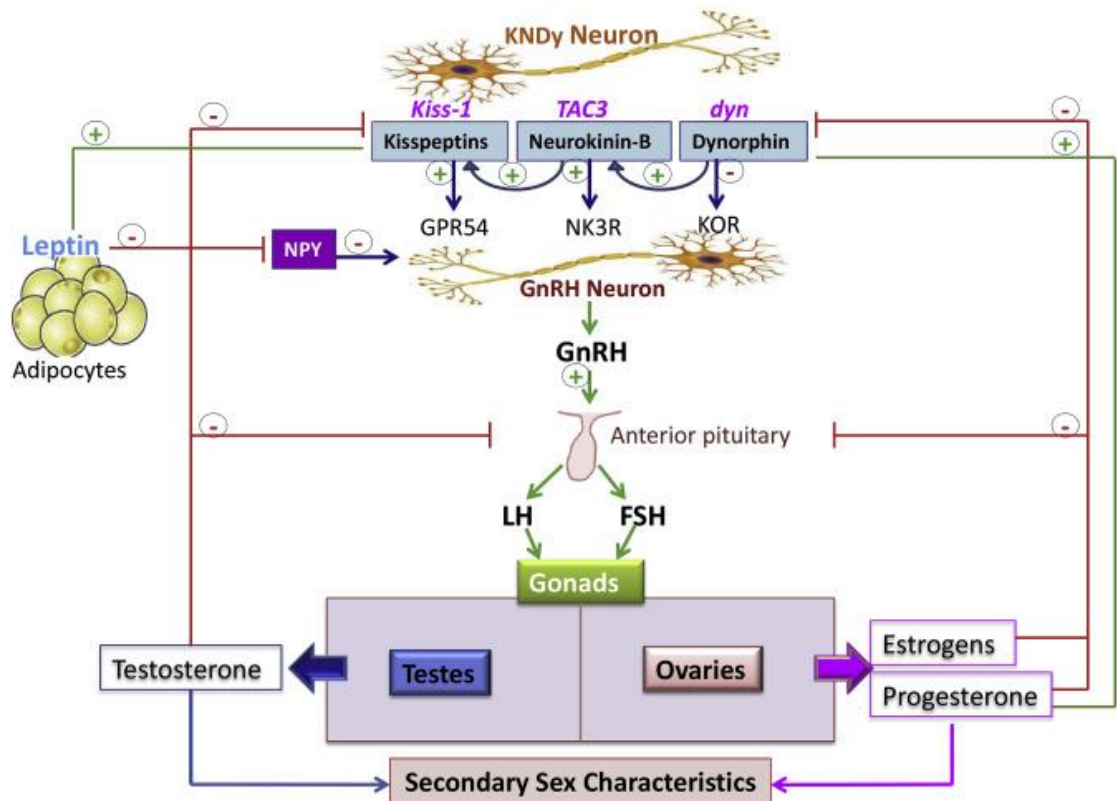 KNDy Neuron
Kiss-1 TAC3 dyn
- -
+ Kisspeptins Neurokinin-B Dynorphin +
+ + + + -
GPR54 NK3R KOR
Leptin - NPY -
GnRH Neuron
Adipocytes
GnRH
+
- Anterior pituitary -
LH FSH
Gonads
Testosterone Testes Ovaries Estrogens
Progesterone
Secondary Sex Characteristics